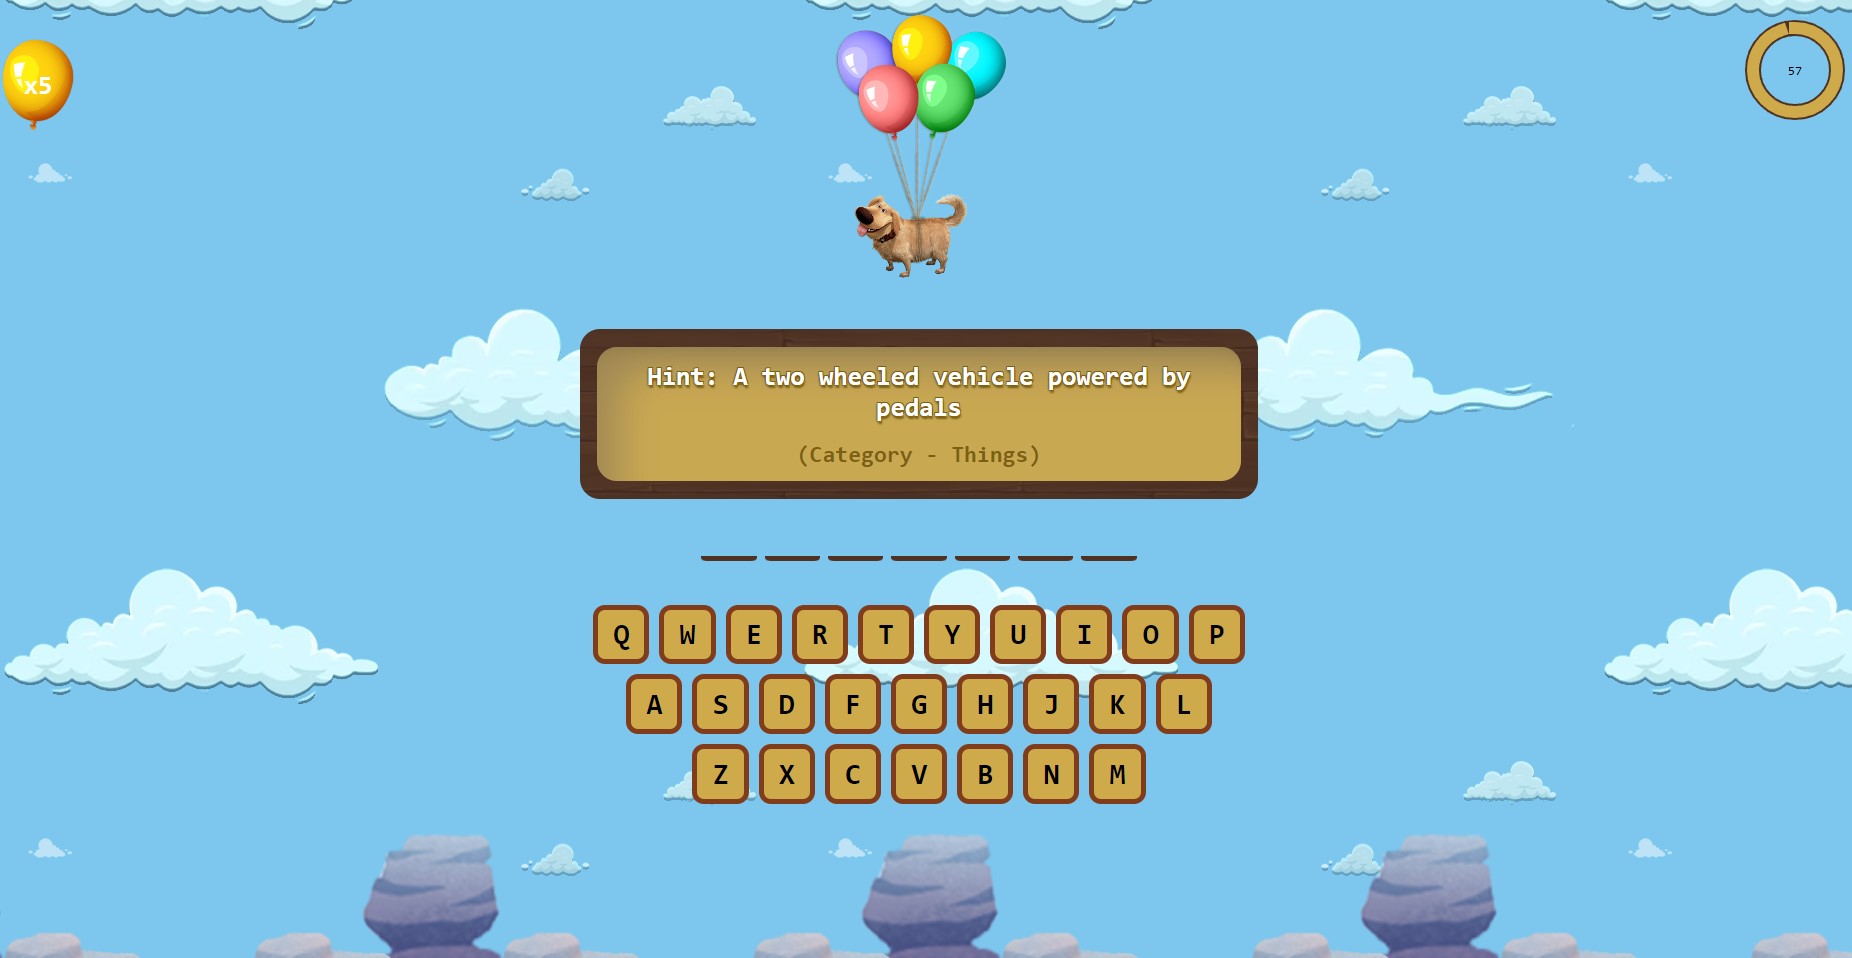 x5
57
Hint: A two wheeled vehicle powered by
pedals
(Category - Things)
Q W E R T Y U I O P
A S D F G H J K L
Z X C V B N M